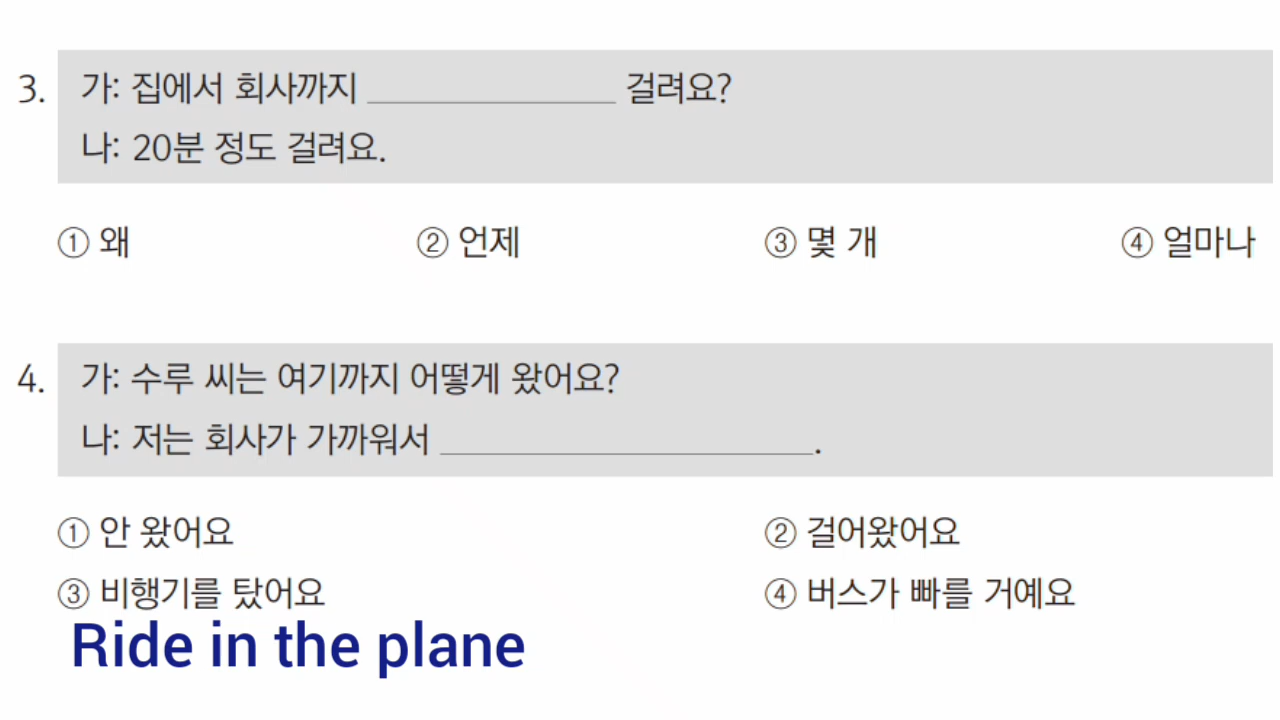 3. 가: 집에서 회사까지 ____________ 걸려요?
나: 20분 정도 걸려요.
① 왜 ② 언제 ③ 몇 개 ④ 얼마나
4. 가: 수루 씨는 여기까지 어떻게 왔어요?
나: 저는 회사가 가까워서 __________________.
① 안 왔어요 ② 걸어왔어요
③ 비행기를 탔어요 ④ 버스가 빠를 거예요
Ride in the plane